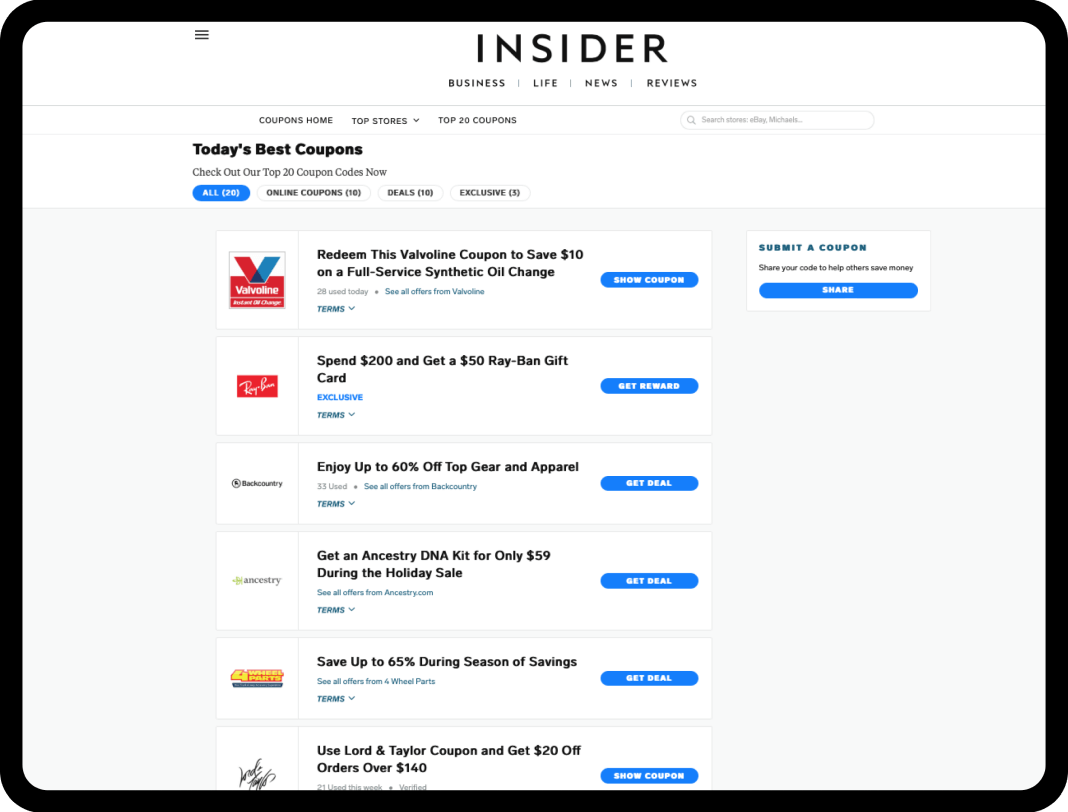 INSIDER
BUSINESS | LIFE | NEWS | REVIEWS
COUPONS HOME TOP STORES TOP 20 COUPONS Search stores: eBay, Michaels...
Today's Best Coupons
Check Out Our Top 20 Coupon Codes Now
ALL (20) ONLINE COUPONS (10) DEALS (10) EXCLUSIVE (3)
Valvoline
Instant Oil Change
Redeem This Valvoline Coupon to Save $10
on a Full-Service Synthetic Oil Change
28 used today • See all offers from Valvoline
TERMS
SHOW COUPON
SUBMIT A COUPON
Share your code to help others save money
SHARE
Ray-Ban
Spend $200 and Get a $50 Ray-Ban Gift
Card
EXCLUSIVE
TERMS
GET REWARD
Backcountry
Enjoy Up to 60% Off Top Gear and Apparel
33 Used • See all offers from Backcountry
TERMS
GET DEAL
ancestry
Get an Ancestry DNA Kit for Only $59
During the Holiday Sale
See all offers from Ancestry.com
TERMS
GET DEAL
4 WHEEL
PARTS
Save Up to 65% During Season of Savings
See all offers from 4 Wheel Parts
TERMS
GET DEAL
Lord &
Taylor
Use Lord & Taylor Coupon and Get $20 Off
Orders Over $140
21 Used this week • Verified
SHOW COUPON